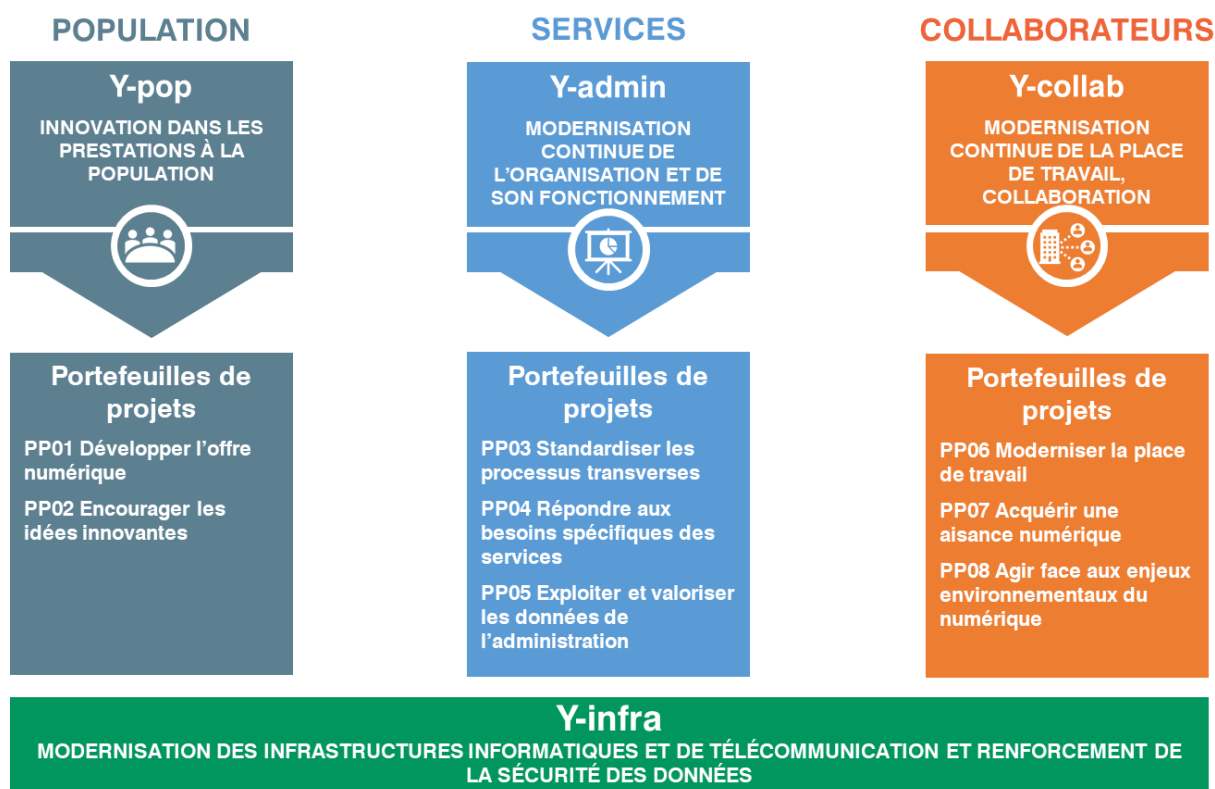 POPULATION
Y-pop
INNOVATION DANS LES
PRESTATIONS À LA
POPULATION
Portefeuilles de
projets
PP01 Développer l'offre
numérique
PP02 Encourager les
idées innovantes
SERVICES
Y-admin
MODERNISATION
CONTINUE DE
L'ORGANISATION ET DE
SON FONCTIONNEMENT
Portefeuilles de
projets
PP03 Standardiser les
processus transverses
PP04 Répondre aux
besoins spécifiques des
services
PP05 Exploiter et valoriser
les données de
l'administration
COLLABORATEURS
Y-collab
MODERNISATION
CONTINUE DE LA PLACE
DE TRAVAIL,
COLLABORATION
Portefeuilles de
projets
PP06 Moderniser la place
de travail
PP07 Acquérir une
aisance numérique
PP08 Agir face aux enjeux
environnementaux du
numérique
Y-infra
MODERNISATION DES INFRASTRUCTURES INFORMATIQUES ET DE TÉLÉCOMMUNICATION ET RENFORCEMENT DE
LA SÉCURITÉ DES DONNÉES